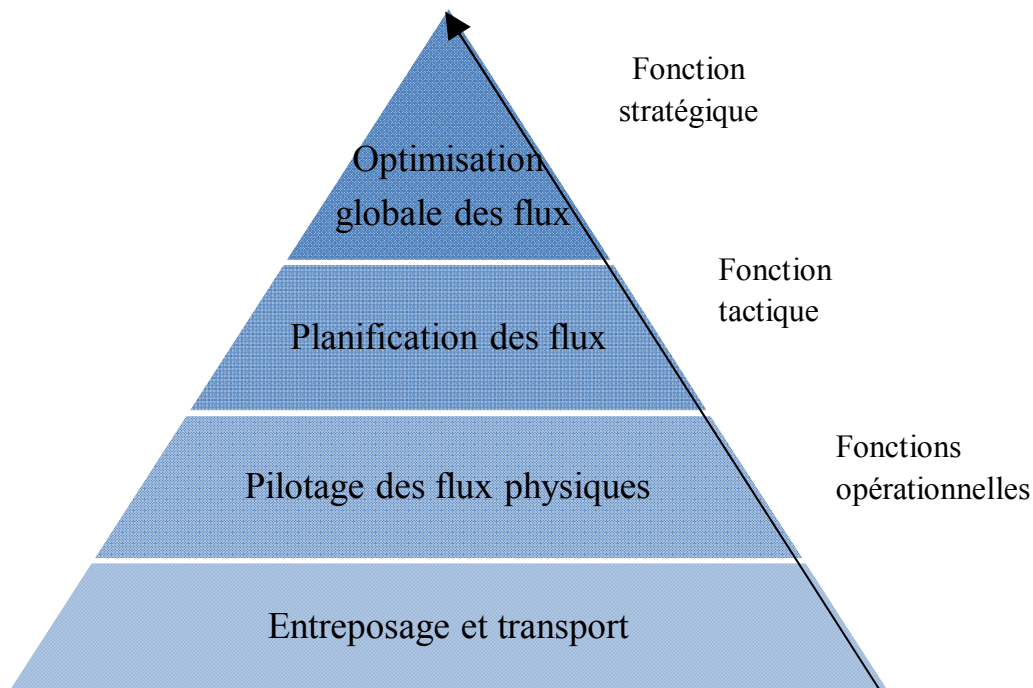 Fonction
stratégique
Optimisation
globale des flux
Fonction
tactique
Planification des flux
Fonctions
opérationnelles
Pilotage des flux physiques
Entreposage et transport